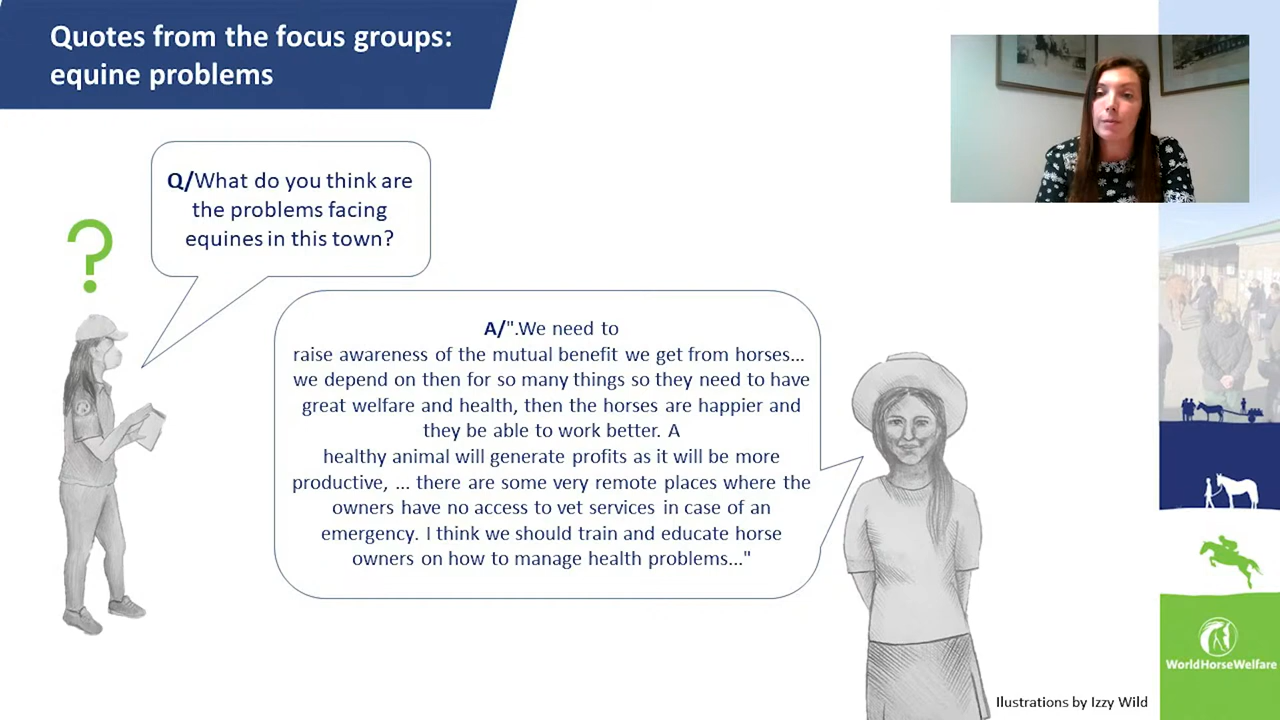 Quotes from the focus groups:
equine problems
Q/What do you think are
the problems facing
equines in this town?
?
A/".We need to
raise awareness of the mutual benefit we get from horses...
we depend on then for so many things so they need to have
great welfare and health, then the horses are happier and
they be able to work better. A
healthy animal will generate profits as it will be more
productive, ... there are some very remote places where the
owners have no access to vet services in case of an
emergency. I think we should train and educate horse
owners on how to manage health problems..."
WorldHorseWelfare
Ilustrations by Izzy Wild